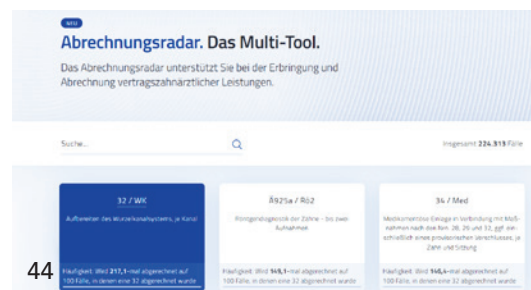 NEU
Abrechnungsradar. Das Multi-Tool.
Das Abrechnungsradar unterstützt Sie bei der Erbringung und
Abrechnung vertragszahnärztlicher Leistungen.
Suche...
Insgesamt 224.313 Fälle
32 / WK
Aufbereiten des Wurzelkanalsystems, je Kanal
Häufigkeit: Wird 217,1-mal abgerechnet auf
100 Fälle, in denen eine 32 abgerechnet wurde
Ä925a / Rö2
Röntgendiagnostik der Zähne - bis zwei
Aufnahmen
Häufigkeit: Wird 149,1-mal abgerechnet auf
100 Fälle, in denen eine 32 abgerechnet wurde
34 / Med
Medikamentöse Einlage in Verbindung mit Maß-
nahmen nach den Nrn. 28, 29 und 32, ggf. ein-
schließlich eines provisorischen Verschlusses, je
Zahn und Sitzung
Häufigkeit: Wird 146,4-mal abgerechnet auf
100 Fälle, in denen eine 32 abgerechnet wurde
44